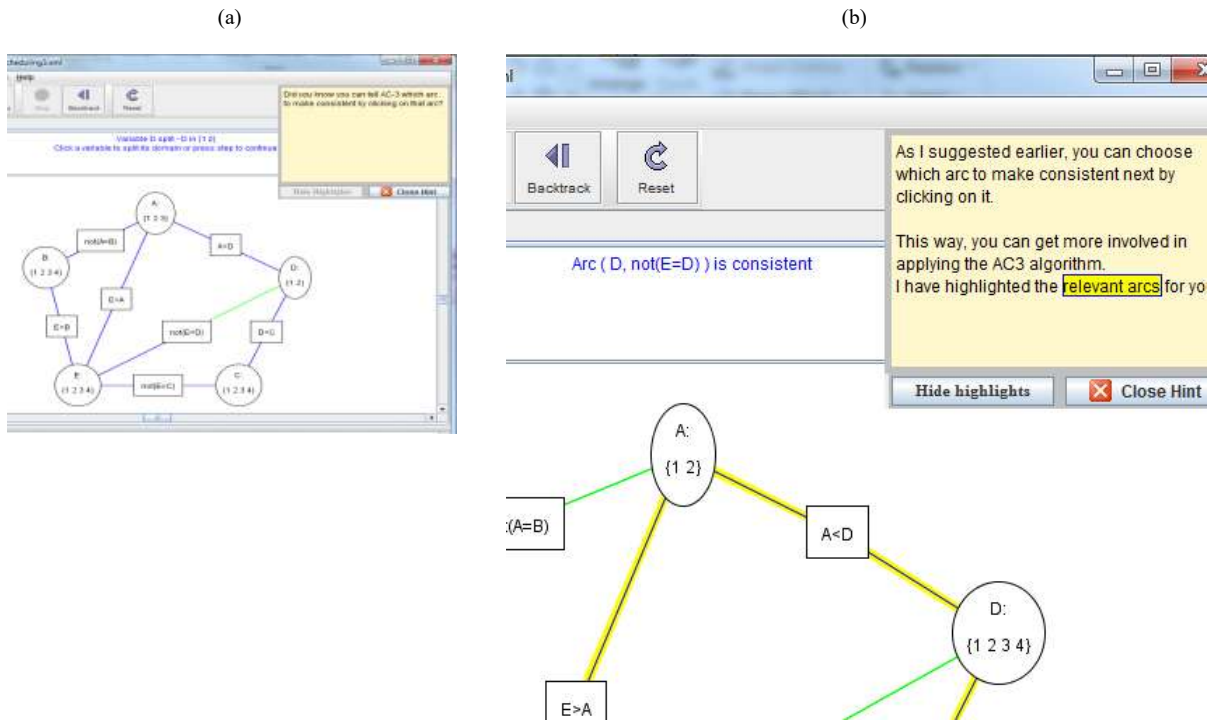 (a)
(b)
Help
Backtrack
Reset
Did you know you can tell AC-3 which arc
to make consistent by clicking on that arc?
Variable D split - D in {1 2}
Click a variable to split its domain or press step to continue
Hide Highlights
Close Hint
A:
{1 2 3}
not(A=B)
B:
{1 2 3 4}
D:
{1 2}
E>A
E=B
not(E=D)
D<C
E:
{1 2 3 4}
not(E=C)
C:
{1 2 3 4}
Backtrack
Reset
As I suggested earlier, you can choose
which arc to make consistent next by
clicking on it.
This way, you can get more involved in
applying the AC3 algorithm.
I have highlighted the relevant arcs for yo
Arc ( D, not(E=D) ) is consistent
Hide highlights
Close Hint
A:
{1 2}
(A=B)
A<D
D:
{1 2 3 4}
E>A